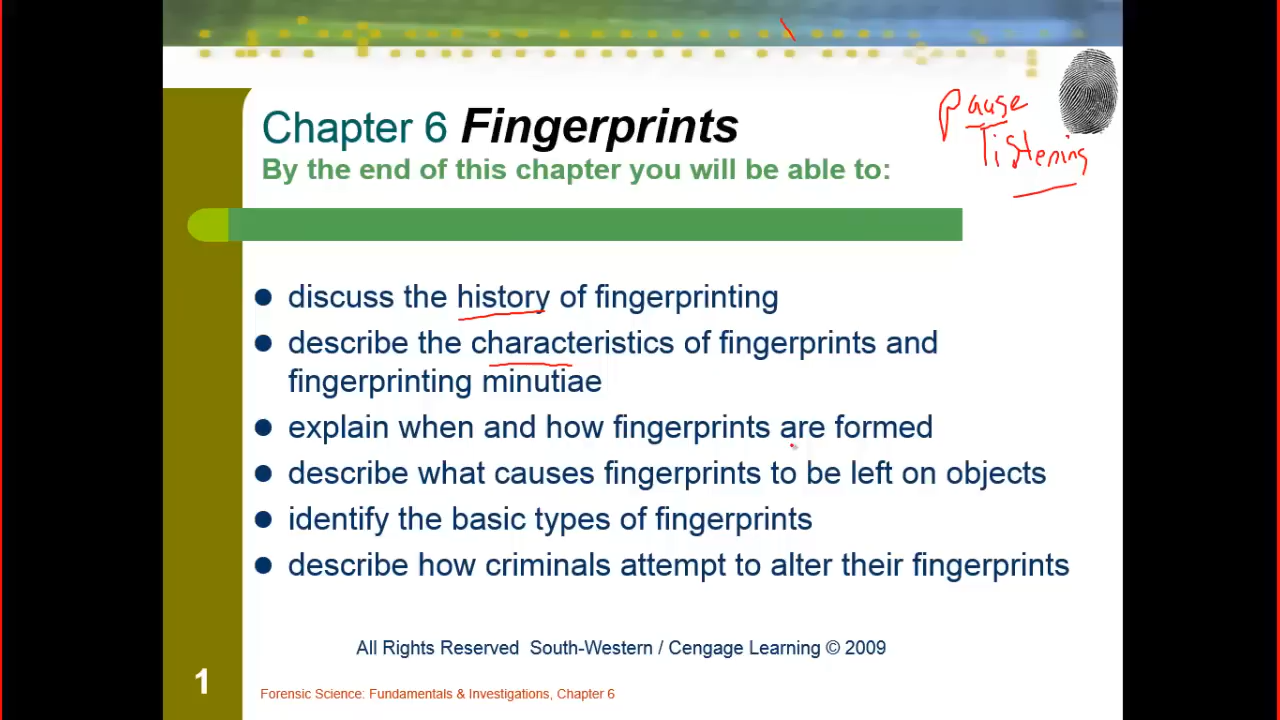 Chapter 6 Fingerprints
Pause
Listening
By the end of this chapter you will be able to:
● discuss the history of fingerprinting
● describe the characteristics of fingerprints and
fingerprinting minutiae
● explain when and how fingerprints are formed
● describe what causes fingerprints to be left on objects
● identify the basic types of fingerprints
● describe how criminals attempt to alter their fingerprints
All Rights Reserved South-Western / Cengage Learning © 2009
1
Forensic Science: Fundamentals & Investigations, Chapter 6